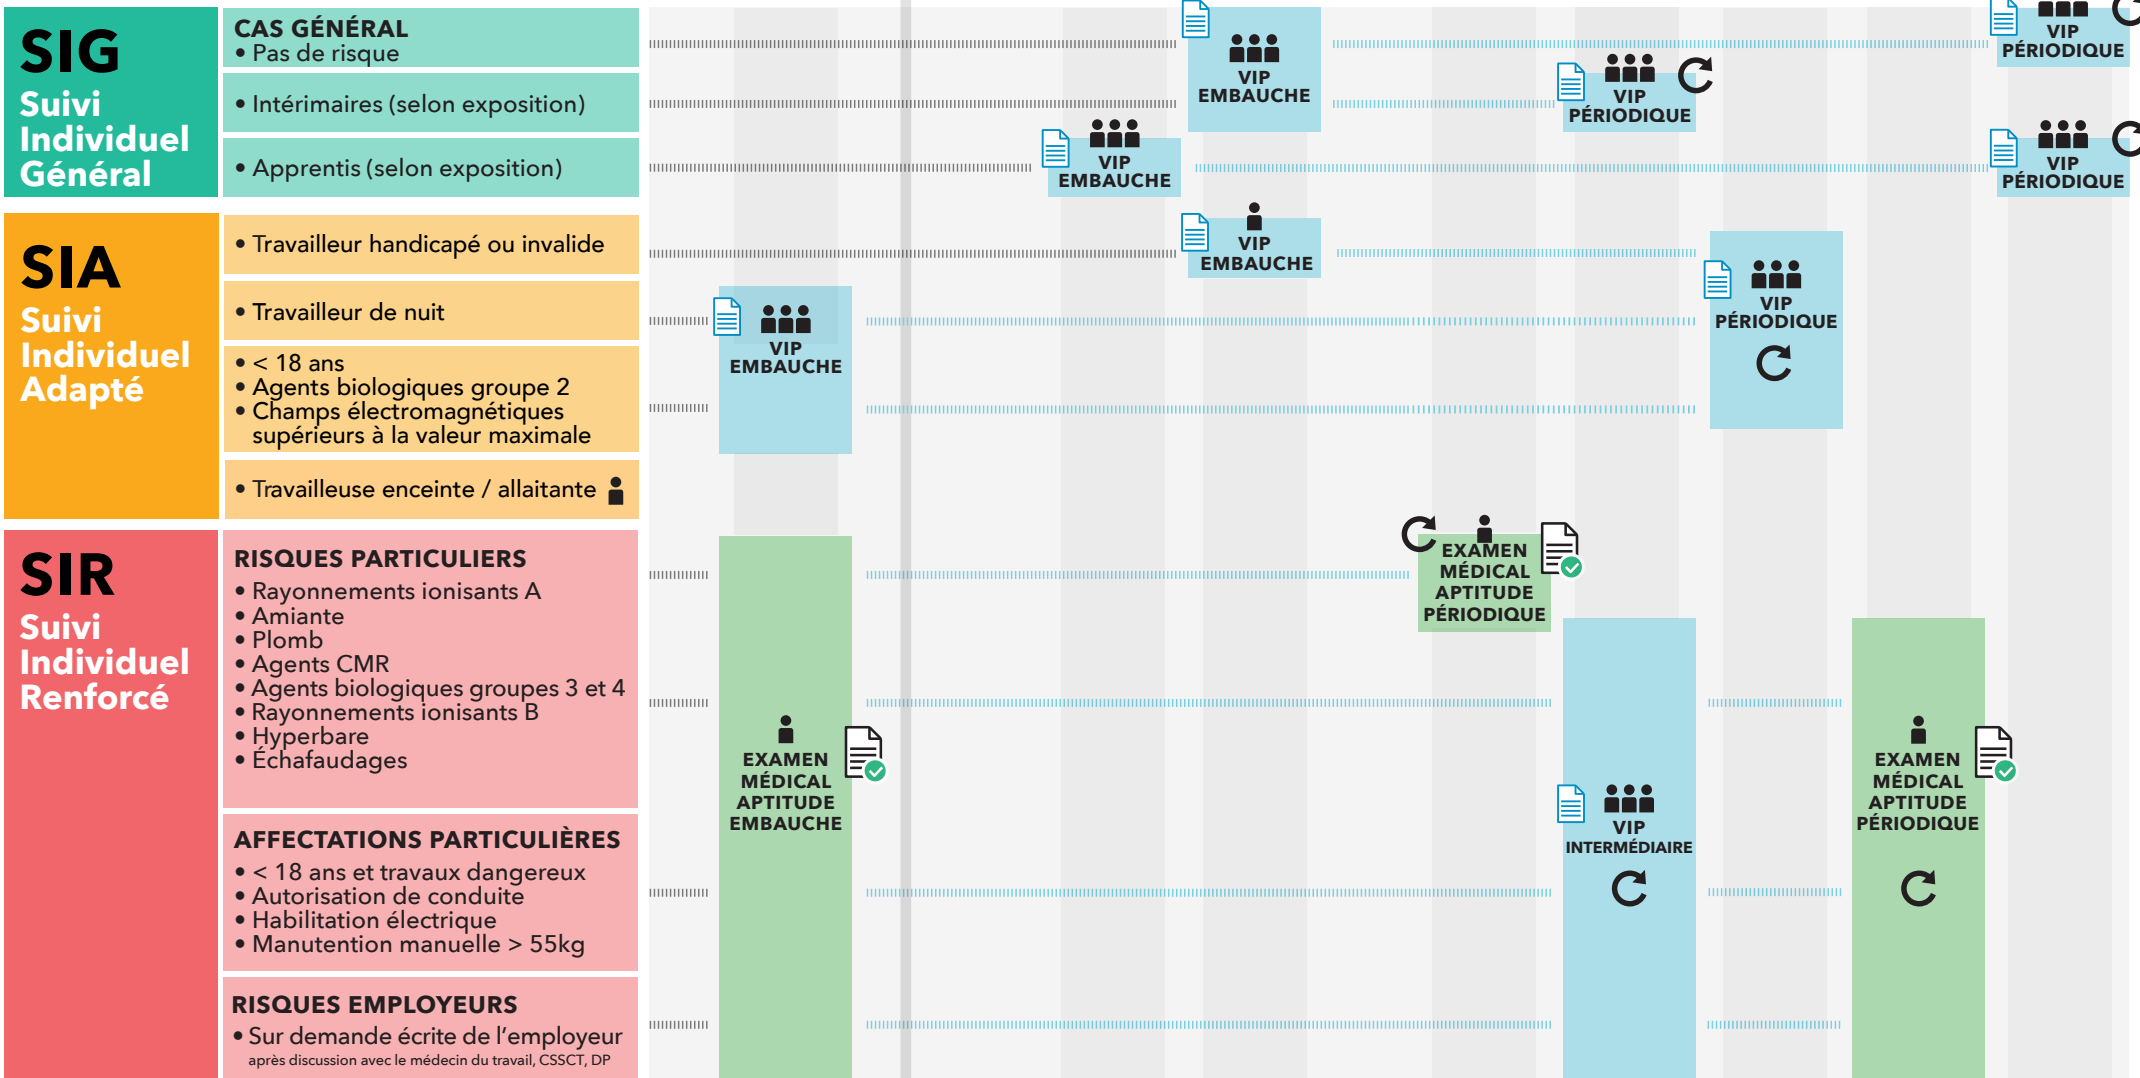 SIG
Suivi
Individuel
Général
CAS GÉNÉRAL
• Pas de risque
• Intérimaires (selon exposition)
• Apprentis (selon exposition)
VIP
EMBAUCHE
VIP
PÉRIODIQUE
VIP
PÉRIODIQUE
VIP
EMBAUCHE
VIP
PÉRIODIQUE
SIA
Suivi
Individuel
Adapté
• Travailleur handicapé ou invalide
• Travailleur de nuit
• < 18 ans
• Agents biologiques groupe 2
• Champs électromagnétiques
supérieurs à la valeur maximale
• Travailleuse enceinte / allaitante
VIP
EMBAUCHE
VIP
EMBAUCHE
VIP
PÉRIODIQUE
SIR
Suivi
Individuel
Renforcé
RISQUES PARTICULIERS
• Rayonnements ionisants A
• Amiante
• Plomb
• Agents CMR
• Agents biologiques groupes 3 et 4
• Rayonnements ionisants B
• Hyperbare
• Échafaudages
AFFECTATIONS PARTICULIÈRES
• < 18 ans et travaux dangereux
• Autorisation de conduite
• Habilitation électrique
• Manutention manuelle > 55kg
RISQUES EMPLOYEURS
• Sur demande écrite de l’employeur
après discussion avec le médecin du travail, CSSCT, DP
EXAMEN
MÉDICAL
APTITUDE
EMBAUCHE
EXAMEN
MÉDICAL
APTITUDE
PÉRIODIQUE
VIP
INTERMÉDIAIRE
EXAMEN
MÉDICAL
APTITUDE
PÉRIODIQUE